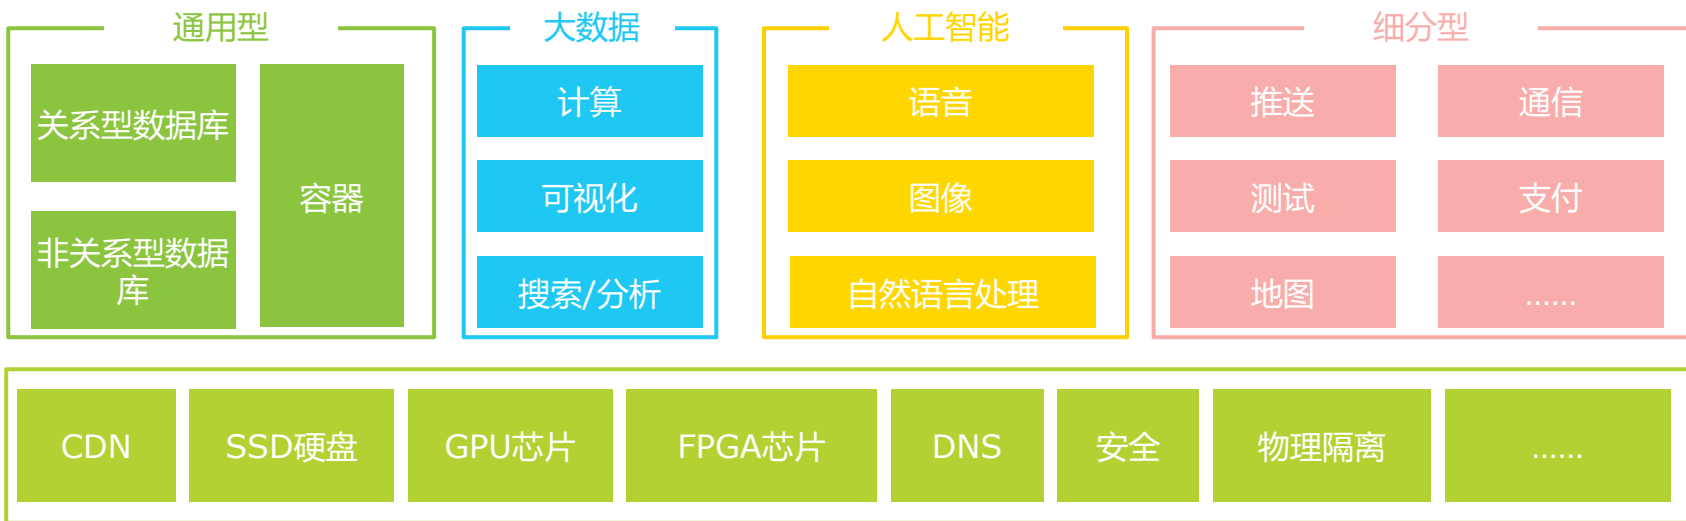 通用型
关系型数据库
非关系型数据
库
容器
大数据
计算
可视化
搜索/分析
人工智能
语音
图像
自然语言处理
细分型
推送
通信
测试
支付
地图
......
CDN
SSD硬盘
GPU芯片
FPGA芯片
DNS
安全
物理隔离
......